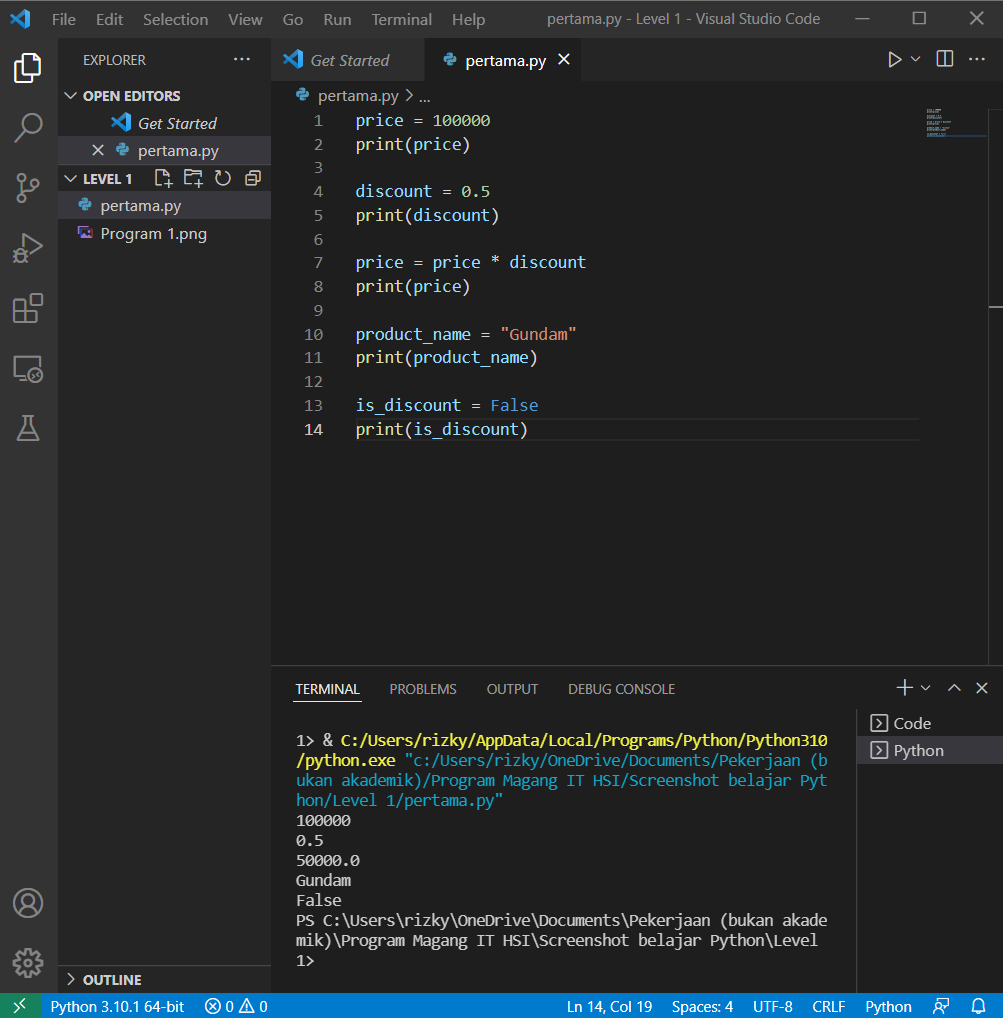 File Edit Selection View Go Run Terminal Help pertama.py - Level 1 - Visual Studio Code
EXPLORER
OPEN EDITORS
Get Started
pertama.py
LEVEL 1
pertama.py
Program 1.png
OUTLINE
Get Started pertama.py
pertama.py > ...
1 price = 100000
2 print(price)
3
4 discount = 0.5
5 print(discount)
6
7 price = price * discount
8 print(price)
9
10 product_name = "Gundam"
11 print(product_name)
12
13 is_discount = False
14 print(is_discount)
TERMINAL PROBLEMS OUTPUT DEBUG CONSOLE
1> & C:/Users/rizky/AppData/Local/Programs/Python/Python310
/python.exe "c:/Users/rizky/OneDrive/Documents/Pekerjaan (b
ukan akademik)/Program Magang IT HSI/Screenshot belajar Pyt
hon/Level 1/pertama.py"
100000
0.5
50000.0
Gundam
False
PS C:\Users\rizky\OneDrive\Documents\Pekerjaan (bukan akade
mik)\Program Magang IT HSI\Screenshot belajar Python\Level
1>
Code
Python
Python 3.10.1 64-bit 0 0 Ln 14, Col 19 Spaces: 4 UTF-8 CRLF Python